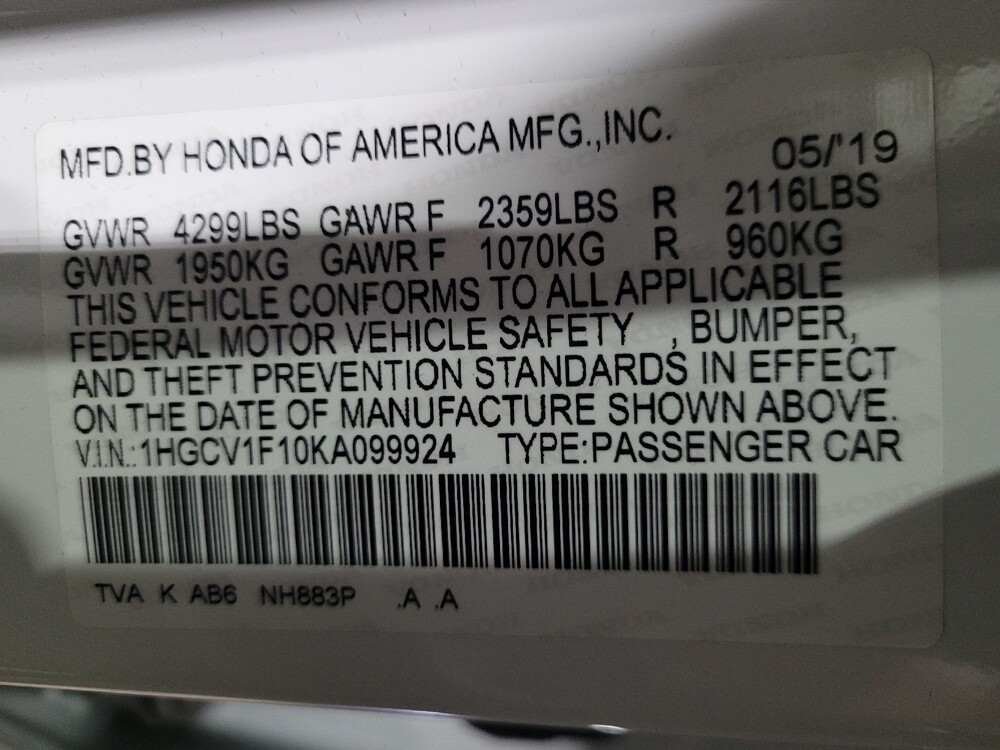 MFD.BY HONDA OF AMERICA MFG.,INC. 05/'19
GVWR 4299LBS GAWR F 2359LBS R 2116LBS
GVWR 1950KG GAWR F 1070KG R 960KG
THIS VEHICLE CONFORMS TO ALL APPLICABLE
FEDERAL MOTOR VEHICLE SAFETY , BUMPER,
AND THEFT PREVENTION STANDARDS IN EFFECT
ON THE DATE OF MANUFACTURE SHOWN ABOVE.
V.I.N.:1HGCV1F10KA099924 TYPE:PASSENGER CAR
TVA K AB6 NH883P .A .A